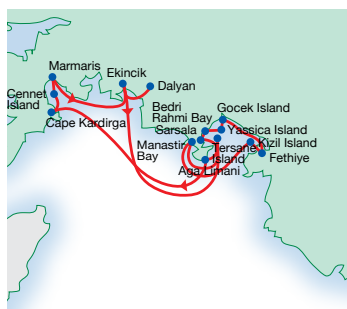 Marmaris
Ekincik
Dalyan
Cennet
Island
Cape Kardirga
Bedri
Rahmi Bay
Gocek Island
Sarsala
Yassica Island
Manastir
Bay
Tersane
Island
Kizil Island
Aga Limani
Fethiye